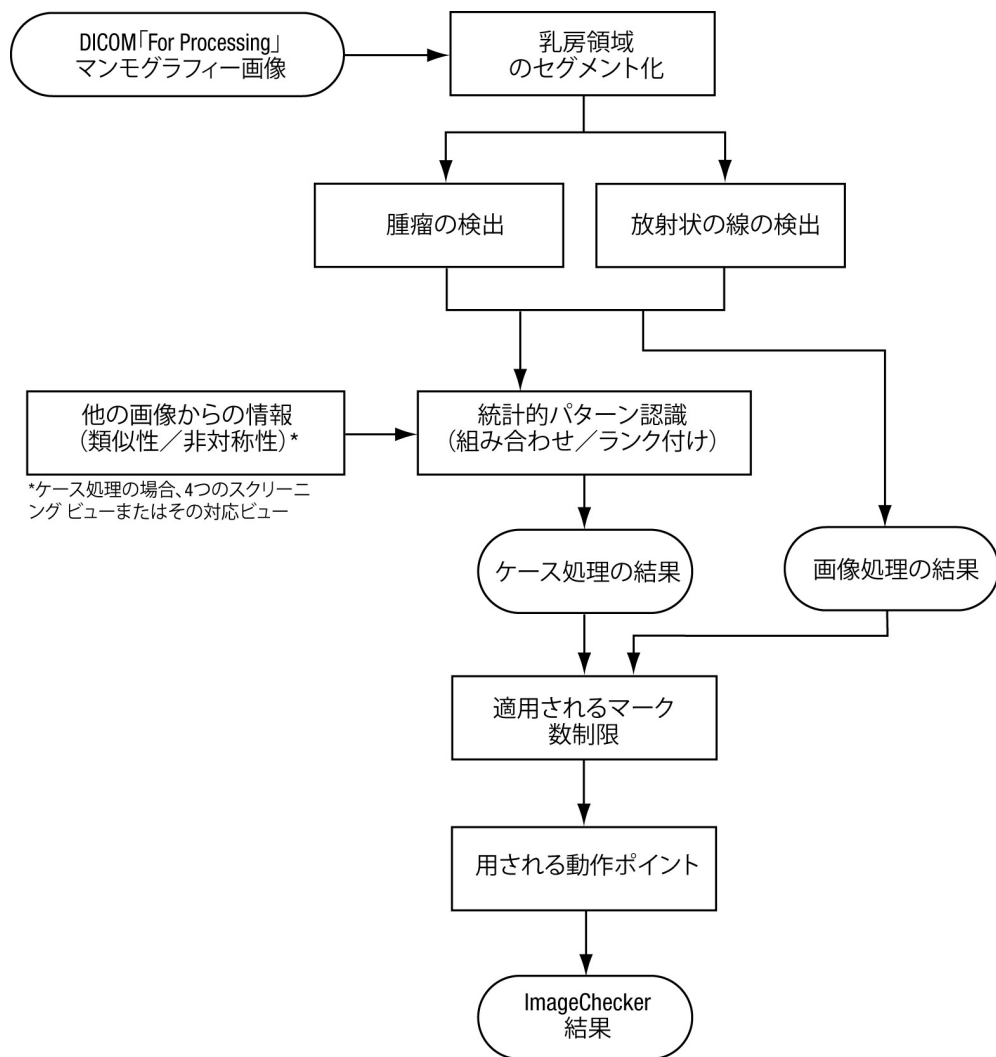 DICOM「For Processing」
マンモグラフィー画像
乳房領域
のセグメント化
腫瘤の検出
放射状の線の検出
他の画像からの情報
（類似性／非対称性）*
統計的パターン認識
（組み合わせ／ランク付け）
*ケース処理の場合、4つのスクリーニ
ング ビューまたはその対応ビュー
ケース処理の結果
画像処理の結果
適用されるマーク
数制限
用される動作ポイント
ImageChecker
結果